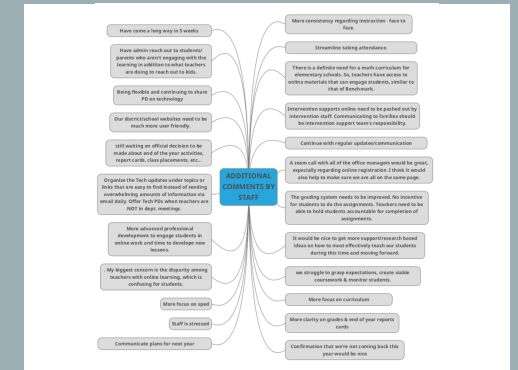 Have come a long way in 5 weeks
Have admin reach out to students/
parents who aren't engaging with the
learning in addition to what teachers
are doing to reach out to kids.
Being flexible and continuing to share
PD on technology
Our district/school websites need to be
much more user friendly.
still waiting on official decision to be
made about end of the year activities,
report cards, class placements, etc...
Organize the Tech updates under topics or
links that are easy to find instead of sending
overwhelming amounts of information via
email daily. Offer Tech PDs when teachers are
NOT in dept. meetings.
More advanced professional
development to engage students in
online work and time to develope new
lessons.
. My biggest concern is the disparity among
teachers with online learning, which is
confusing for students.
More focus on sped
Staff is stressed
Communicate plans for next year
ADDITIONAL
COMMENTS BY
STAFF
More consistency regarding instruction - face to
face.
Streamline taking attendance.
There is a definite need for a math curriculum for
elementary schools. So, teachers have access to
online materials that can engage students, similar to
that of Benchmark.
Intervention supports online need to be pushed out by
intervention staff. Communicating to families should
be intervention support team's responsibility.
Continue with regular updates/communication
A zoom call with all of the office managers would be great,
especially regarding online registration. I think it would
also help to make sure we are all on the same page.
The grading system needs to be improved. No incentive
for students to do the assignments. Teachers need to be
able to hold students accountable for completion of
assignments.
It would be nice to get more support/research based
ideas on how to most effectively teach our students
during this time and moving forward.
we struggle to grasp expectations, create viable
coursework & monitor students.
More focus on curriculum
More clarity on grades & end of year reports
cards
Confirmation that we're not coming back this
year would be nice